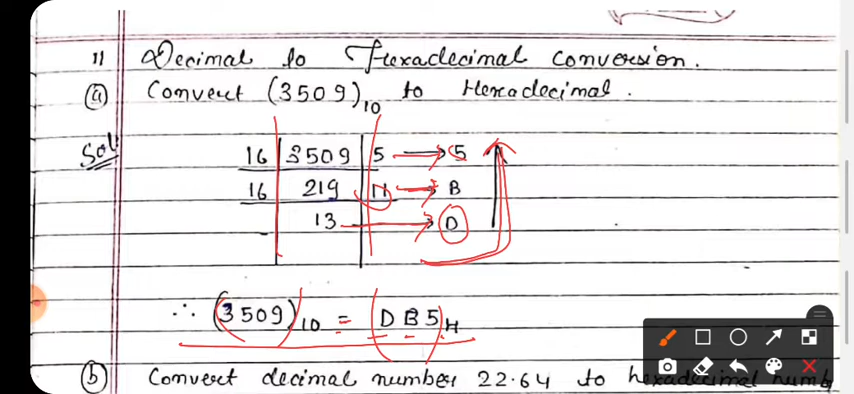 11 Decimal to Hexadecimal conversion.
(a) Convert (3509)10 to Hexadecimal.
Sol. 16 | 3509 | 5 → 5
16 | 219 | 11 → B
13 → D
∴ (3509)10 = (DB5)H
(b) Convert decimal number 22.64 to hexadecimal numb